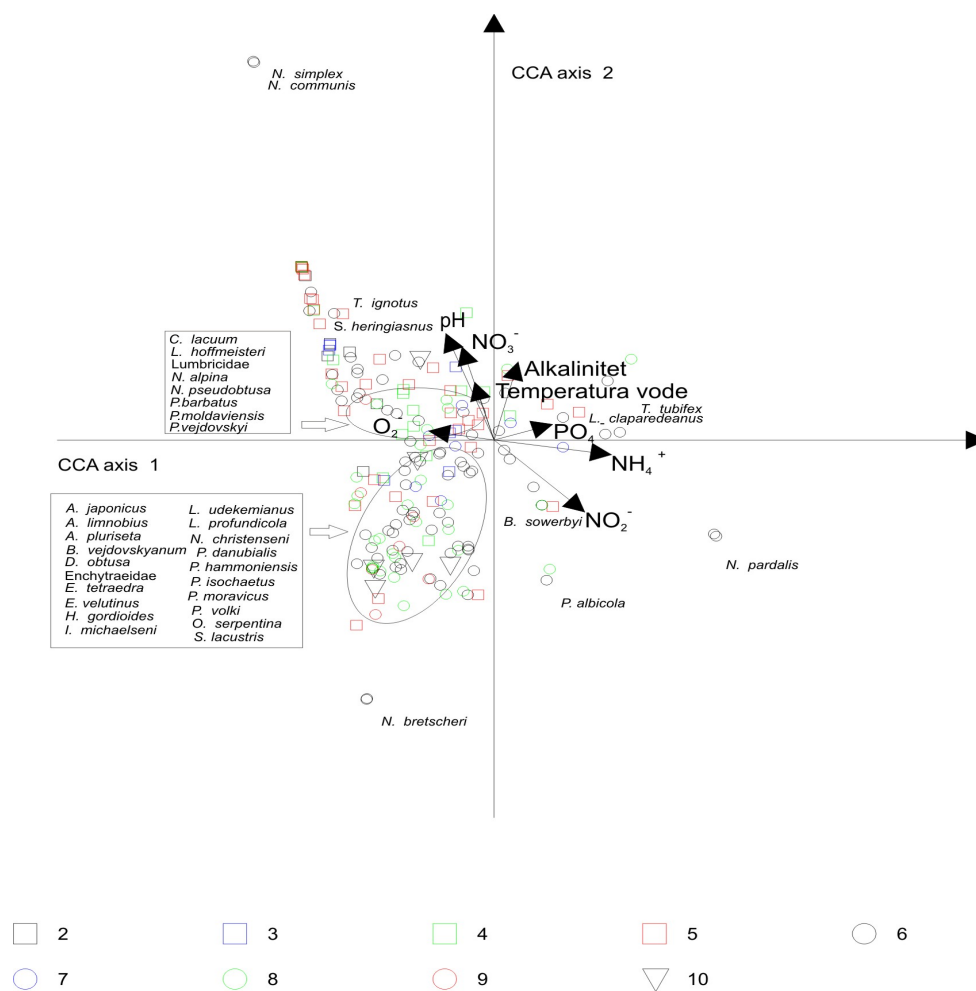 CCA axis 2
N. simplex
N. communis
T. ignotus
S. heringiasnus
pH
NO3-
C. lacuum
L. hoffmeisteri
Lumbricidae
N. alpina
N. pseudobtusa
P.barbatus
P.moldaviensis
P.vejdovskyi
Alkalinitet
Temperatura vode
T. tubifex
L. claparedeanus
O2-
PO4-
CCA axis 1
NH4+
A. japonicus
A. limnobius
A. pluriseta
B. vejdovskyanum
D. obtusa
Enchytraeidae
E. tetraedra
E. velutinus
H. gordioides
I. michaelseni
L. udekemianus
L. profundicola
N. christenseni
P. danubialis
P. hammoniensis
P. isochaetus
P. moravicus
P. volki
O. serpentina
S. lacustris
B. sowerbyi
NO2-
N. pardalis
P. albicola
N. bretscheri
2 3 4 5 6
7 8 9 10